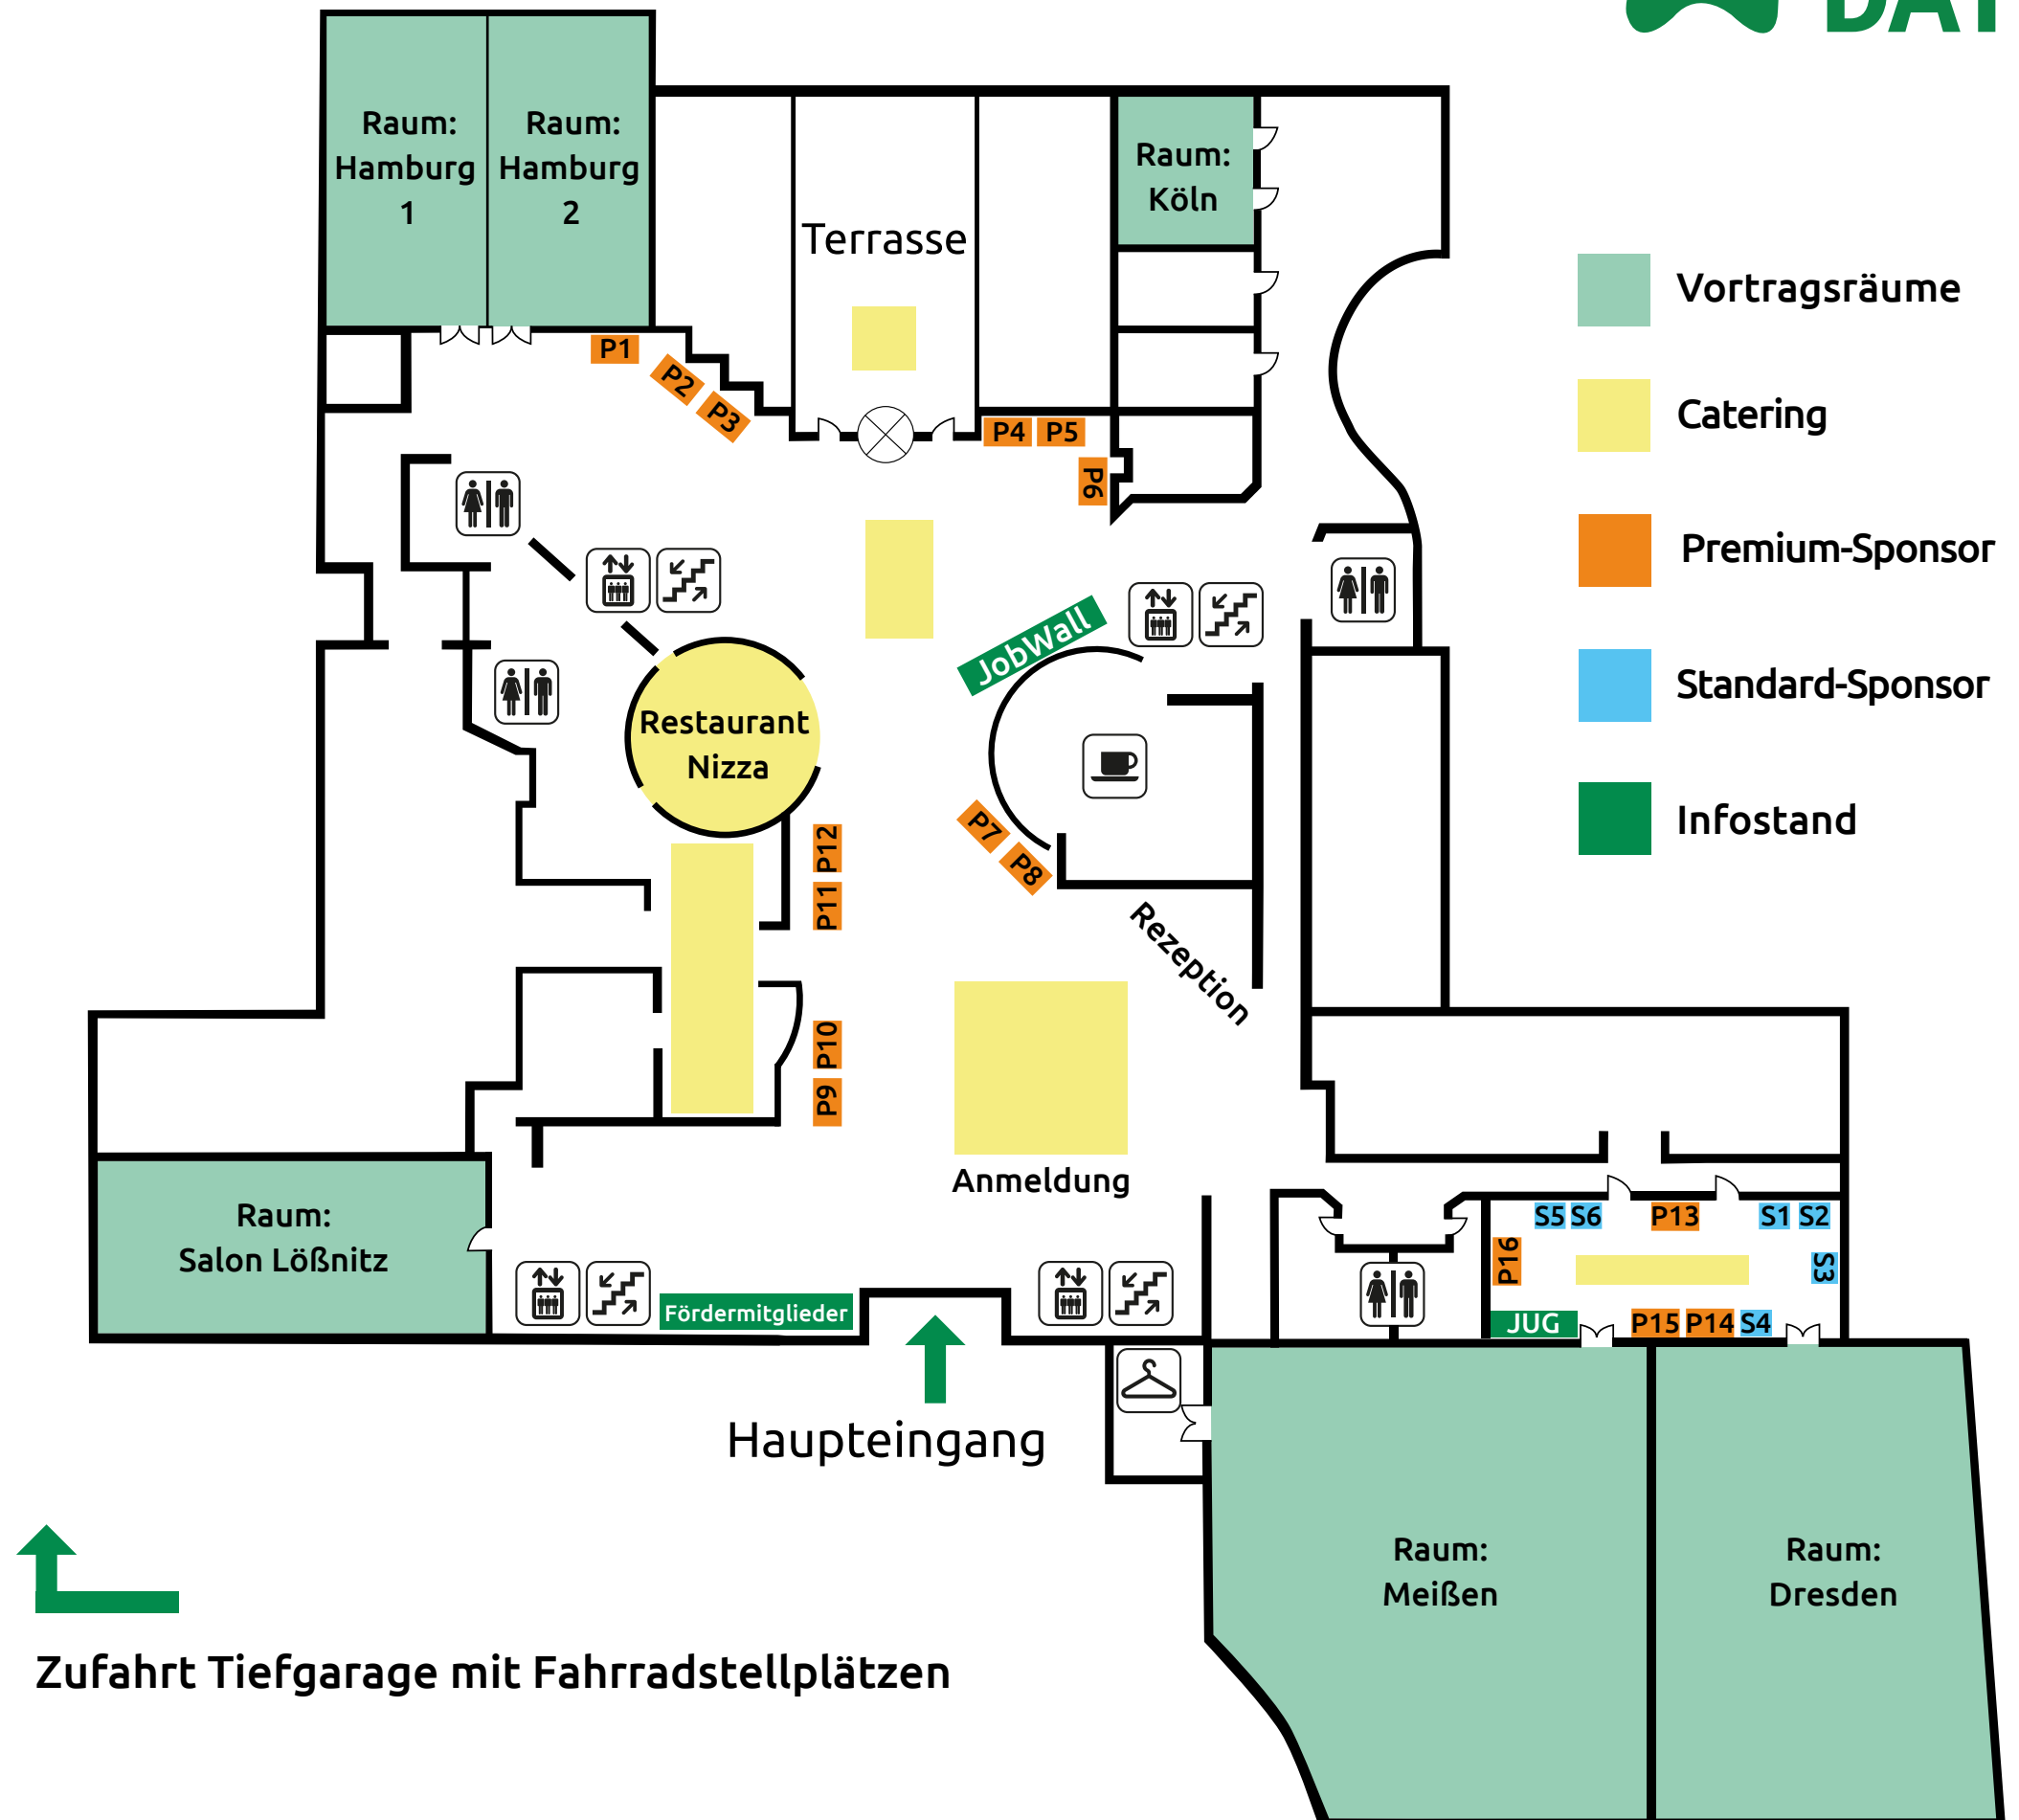 DAY
Raum:
Hamburg
1
Raum:
Hamburg
2
Raum:
Köln
Terrasse
Vortragsräume
Catering
Premium-Sponsor
Standard-Sponsor
Infostand
P1
P2
P3
P4
P5
P6
JobWall
Restaurant
Nizza
P7
P8
P12
P11
Rezeption
P10
P9
Anmeldung
Raum:
Salon Lößnitz
Fördermitglieder
S5
S6
P13
S1
S2
P16
S3
JUG
P15
P14
S4
Haupteingang
Raum:
Meißen
Raum:
Dresden
Zufahrt Tiefgarage mit Fahrradstellplätzen